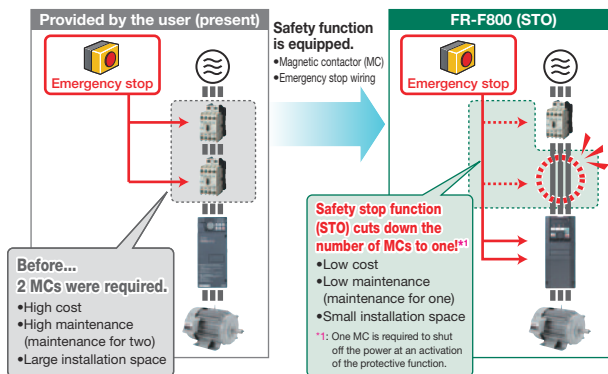 Provided by the user (present)
Emergency stop
Before...
2 MCs were required.
•High cost
•High maintenance
(maintenance for two)
•Large installation space
Safety function
is equipped.
•Magnetic contactor (MC)
•Emergency stop wiring
FR-F800 (STO)
Emergency stop
Safety stop function
(STO) cuts down the
number of MCs to one!*1
•Low cost
•Low maintenance
(maintenance for one)
•Small installation space
*1: One MC is required to shut
off the power at an activation
of the protective function.